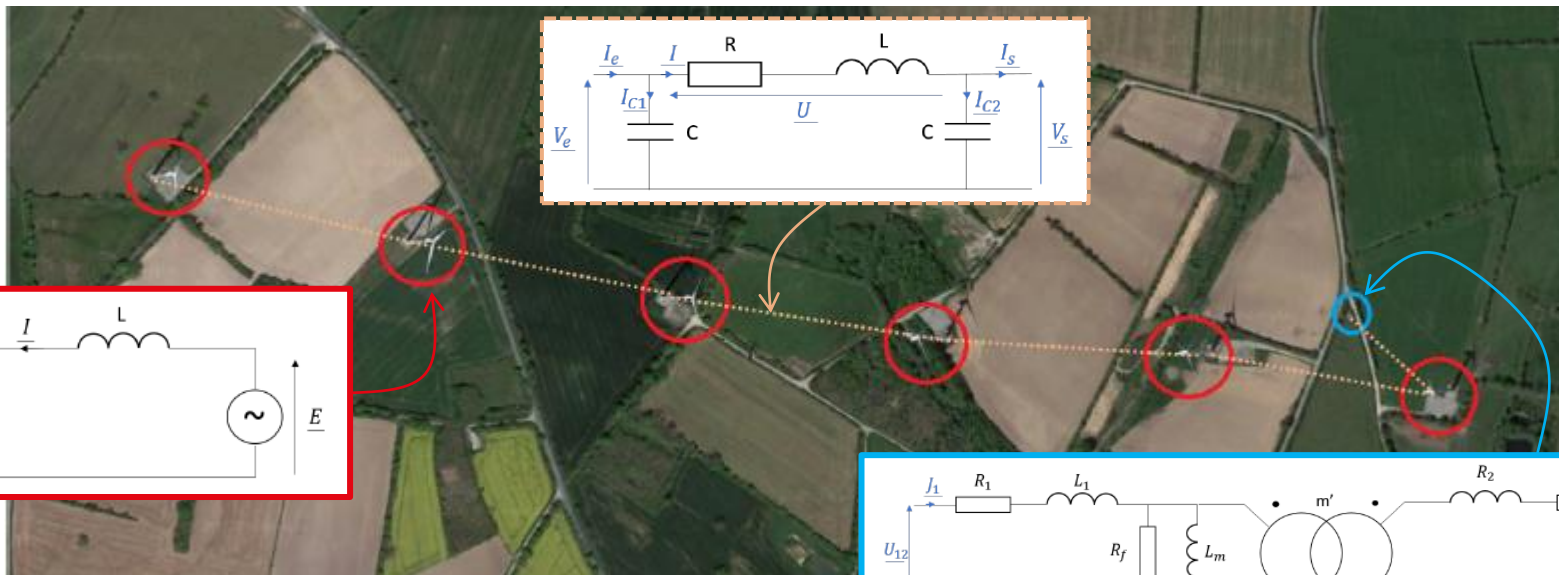 I_e I R L I_s
I_C1 I_C2
U
V_e C C V_s
I L
~ E
J_1 R_1 L_1 m' R_2
U_12 R_f L_m